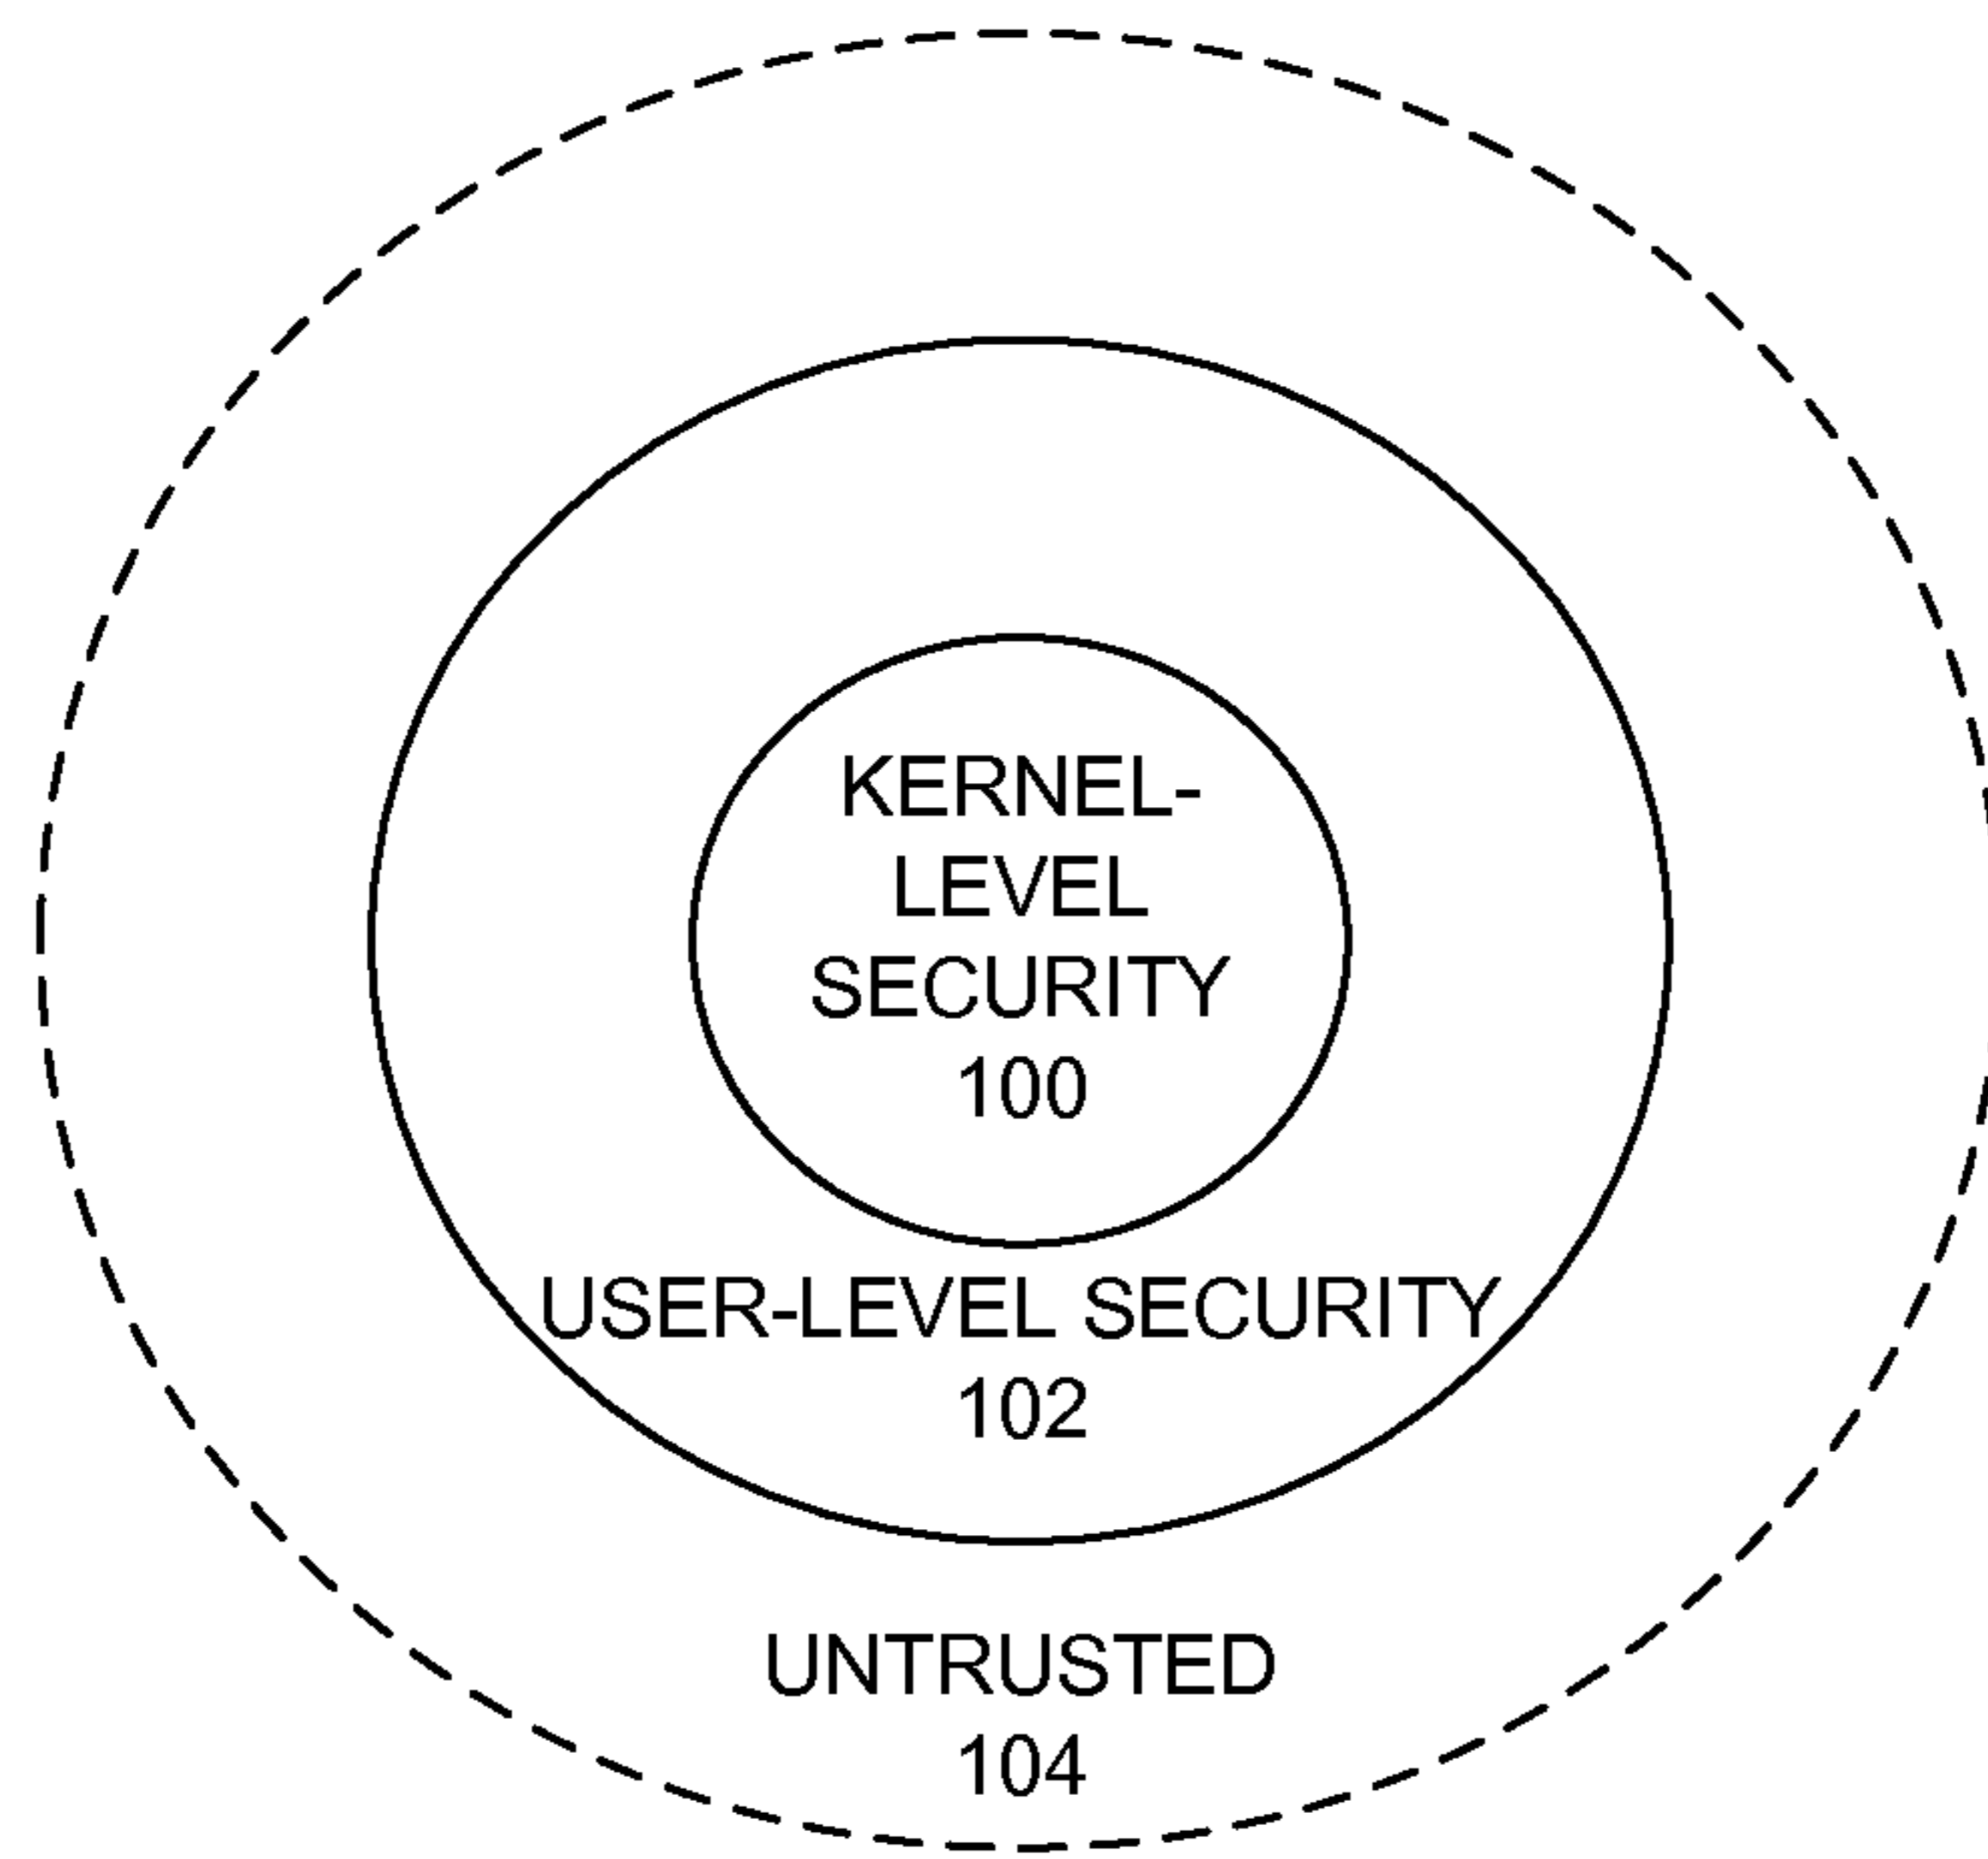 KERNEL-
LEVEL
SECURITY
100
USER-LEVEL SECURITY
102
UNTRUSTED
104